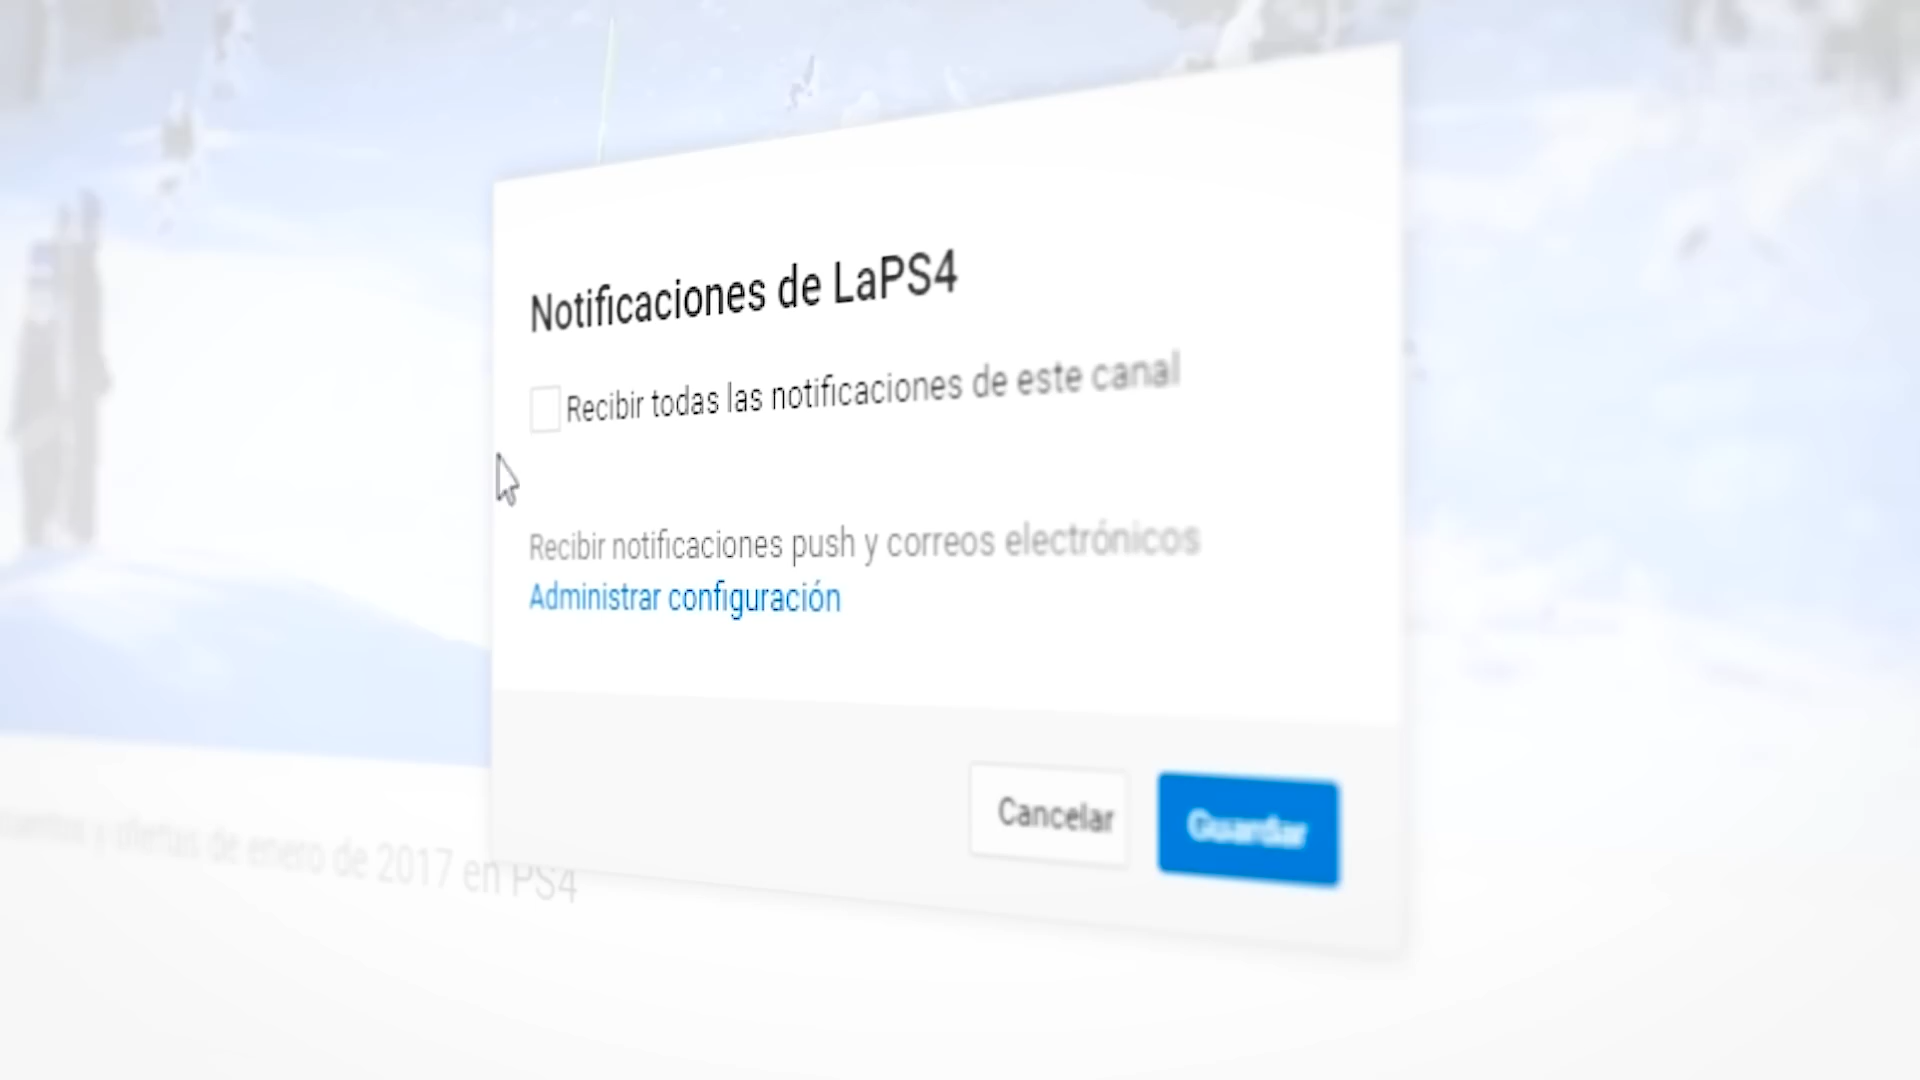 Notificaciones de LaPS4
Recibir todas las notificaciones de este canal
Recibir notificaciones push y correos electrónicos
Administrar configuración
Cancelar
Guardar
y ofertas de enero de 2017 en PS4